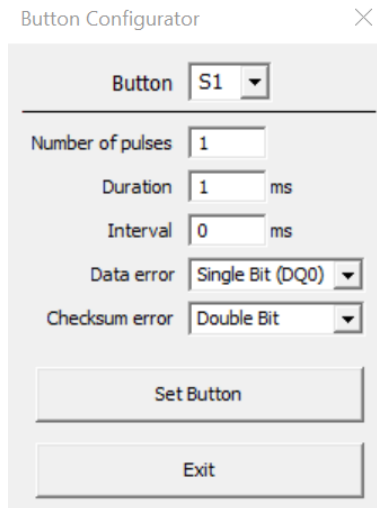 Button Configurator
Button S1
Number of pulses 1
Duration 1 ms
Interval 0 ms
Data error Single Bit (DQ0)
Checksum error Double Bit
Set Button
Exit